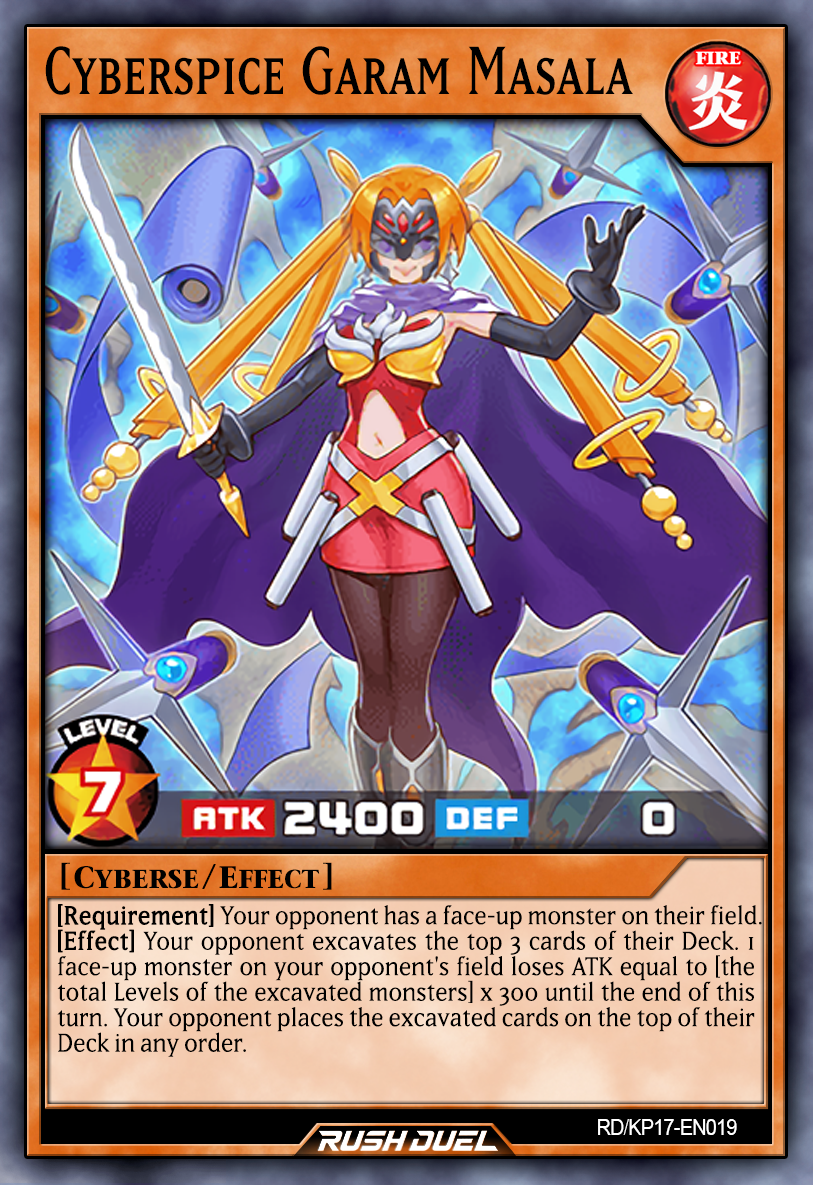 Cyberspice Garam Masala
FIRE
炎
LEVEL
7
ATK 2400 DEF 0
[Cyberse/Effect]
[Requirement] Your opponent has a face-up monster on their field.
[Effect] Your opponent excavates the top 3 cards of their Deck. 1
face-up monster on your opponent's field loses ATK equal to [the
total Levels of the excavated monsters] x 300 until the end of this
turn. Your opponent places the excavated cards on the top of their
Deck in any order.
RD/KP17-EN019
RUSH DUEL